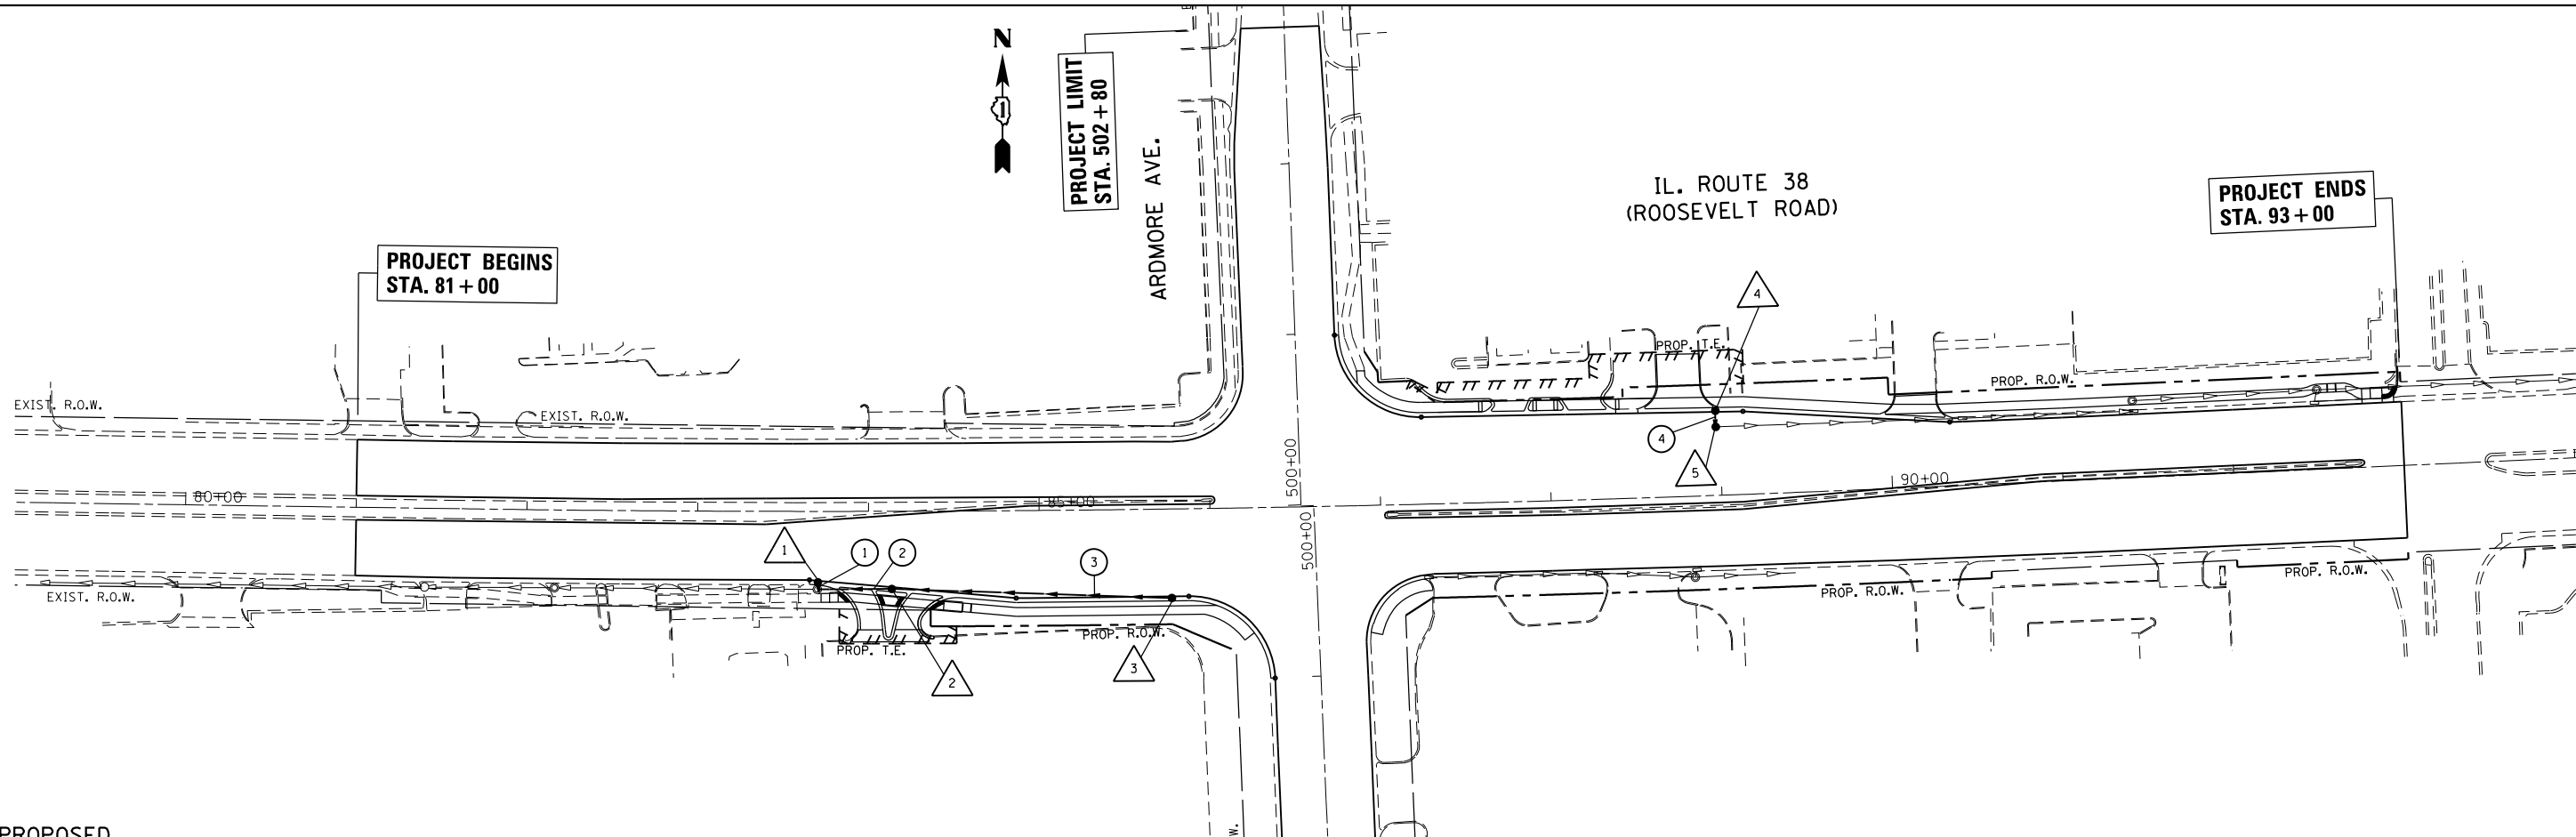 N
PROJECT LIMIT
STA. 502+80
ARDMORE AVE.
IL. ROUTE 38
(ROOSEVELT ROAD)
PROJECT ENDS
STA. 93+00
PROJECT BEGINS
STA. 81+00
4
PROP. T.E.
PROP. R.O.W.
EXIST. R.O.W.
EXIST. R.O.W.
4
5
500+00
90+00
80+00
85+00
500+00
1
1
2
3
EXIST. R.O.W.
PROP. R.O.W.
PROP. R.O.W.
PROP. R.O.W.
PROP. T.E.
3
2
PROPOSED
W.